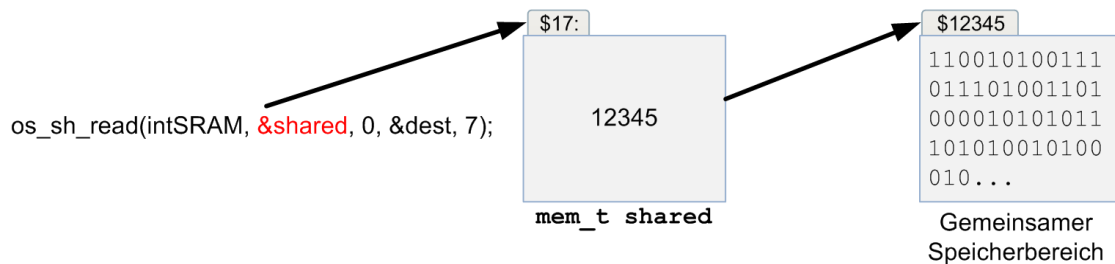 os_sh_read(intSRAM, &shared, 0, &dest, 7);
$17:
12345
mem_t shared
$12345
110010100111
011101001101
000010101011
101010010100
010...
Gemeinsamer
Speicherbereich